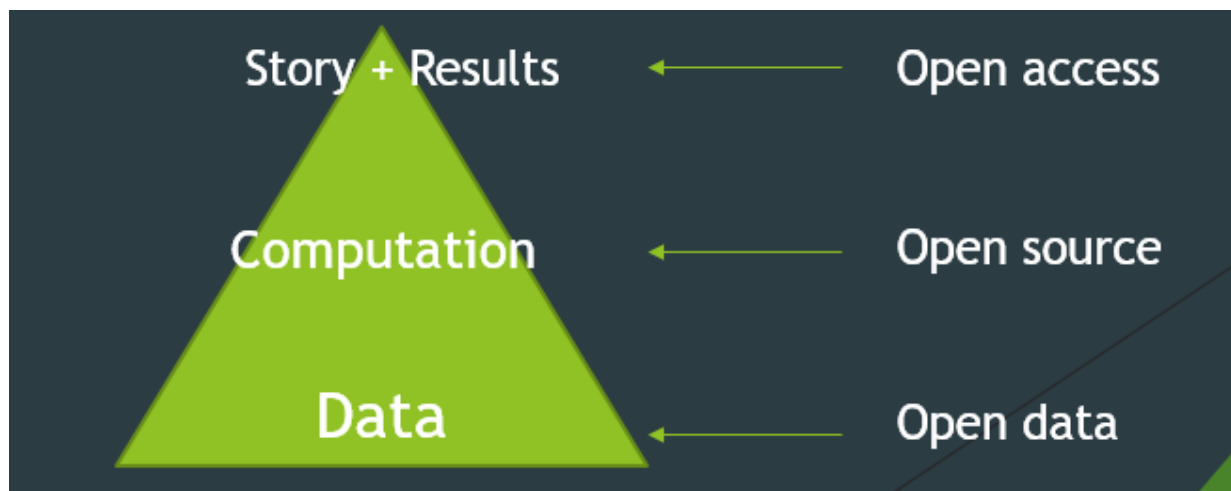 Story + Results
Open access
Computation
Open source
Data
Open data